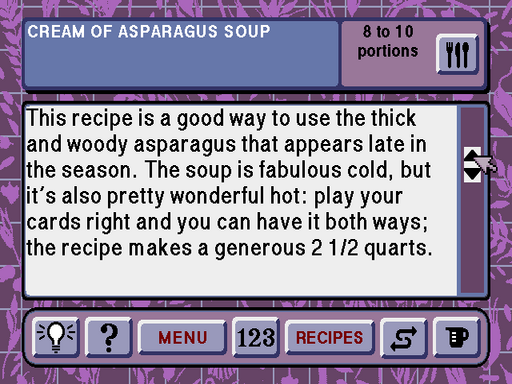 CREAM OF ASPARAGUS SOUP
8 to 10
portions
This recipe is a good way to use the thick
and woody asparagus that appears late in
the season. The soup is fabulous cold, but
it's also pretty wonderful hot: play your
cards right and you can have it both ways;
the recipe makes a generous 2 1/2 quarts.
?
MENU
123
RECIPES